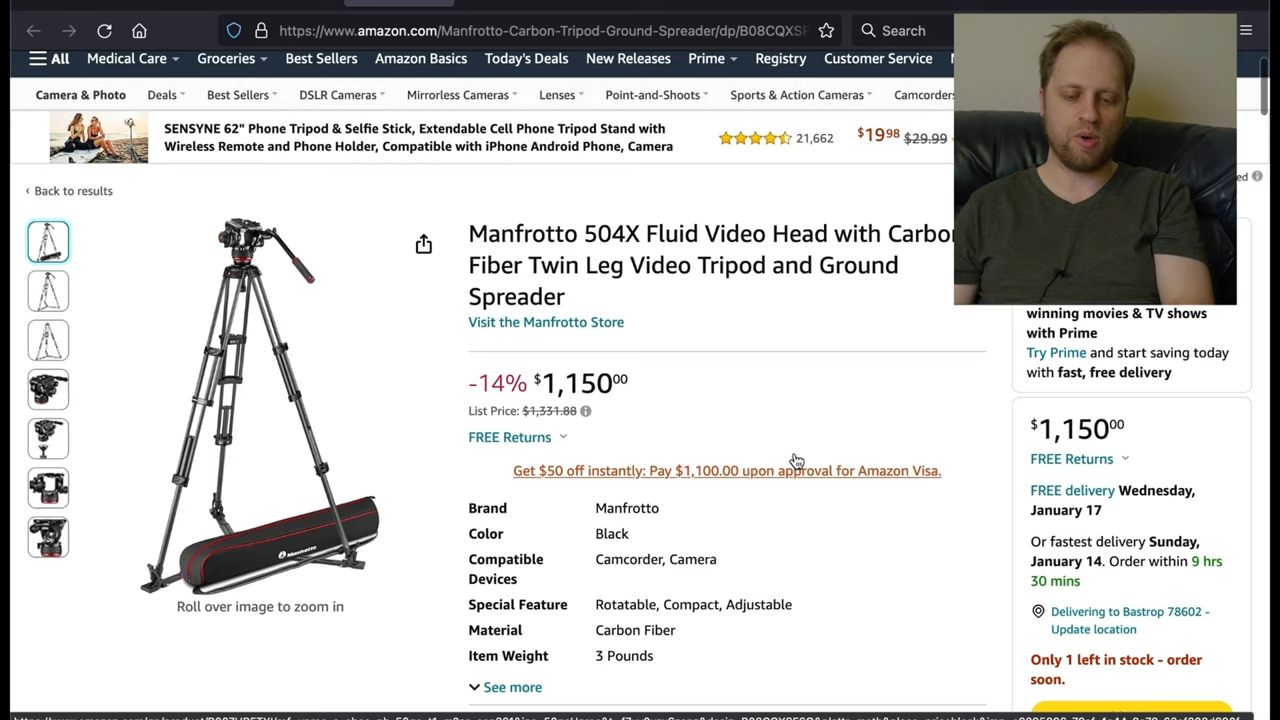 https://www.amazon.com/Manfrotto-Carbon-Tripod-Ground-Spreader/dp/B08CQXSF
Search
All Medical Care Groceries Best Sellers Amazon Basics Today's Deals New Releases Prime Registry Customer Service
Camera & Photo Deals Best Sellers DSLR Cameras Mirrorless Cameras Lenses Point-and-Shoots Sports & Action Cameras Camcorders
SENSYNE 62" Phone Tripod & Selfie Stick, Extendable Cell Phone Tripod Stand with
Wireless Remote and Phone Holder, Compatible with iPhone Android Phone, Camera
21,662 $19.98 $29.99
‹ Back to results
Manfrotto 504X Fluid Video Head with Carbo
Fiber Twin Leg Video Tripod and Ground
Spreader
Visit the Manfrotto Store
-14% $1,150.00
List Price: $1,331.88
FREE Returns
Get $50 off instantly: Pay $1,100.00 upon approval for Amazon Visa.
Brand Manfrotto
Color Black
Compatible Camcorder, Camera
Devices
Special Feature Rotatable, Compact, Adjustable
Material Carbon Fiber
Item Weight 3 Pounds
See more
Manfrotto
Roll over image to zoom in
winning movies & TV shows
with Prime
Try Prime and start saving today
with fast, free delivery
$1,150.00
FREE Returns
FREE delivery Wednesday,
January 17
Or fastest delivery Sunday,
January 14. Order within 9 hrs
30 mins
Delivering to Bastrop 78602 -
Update location
Only 1 left in stock - order
soon.